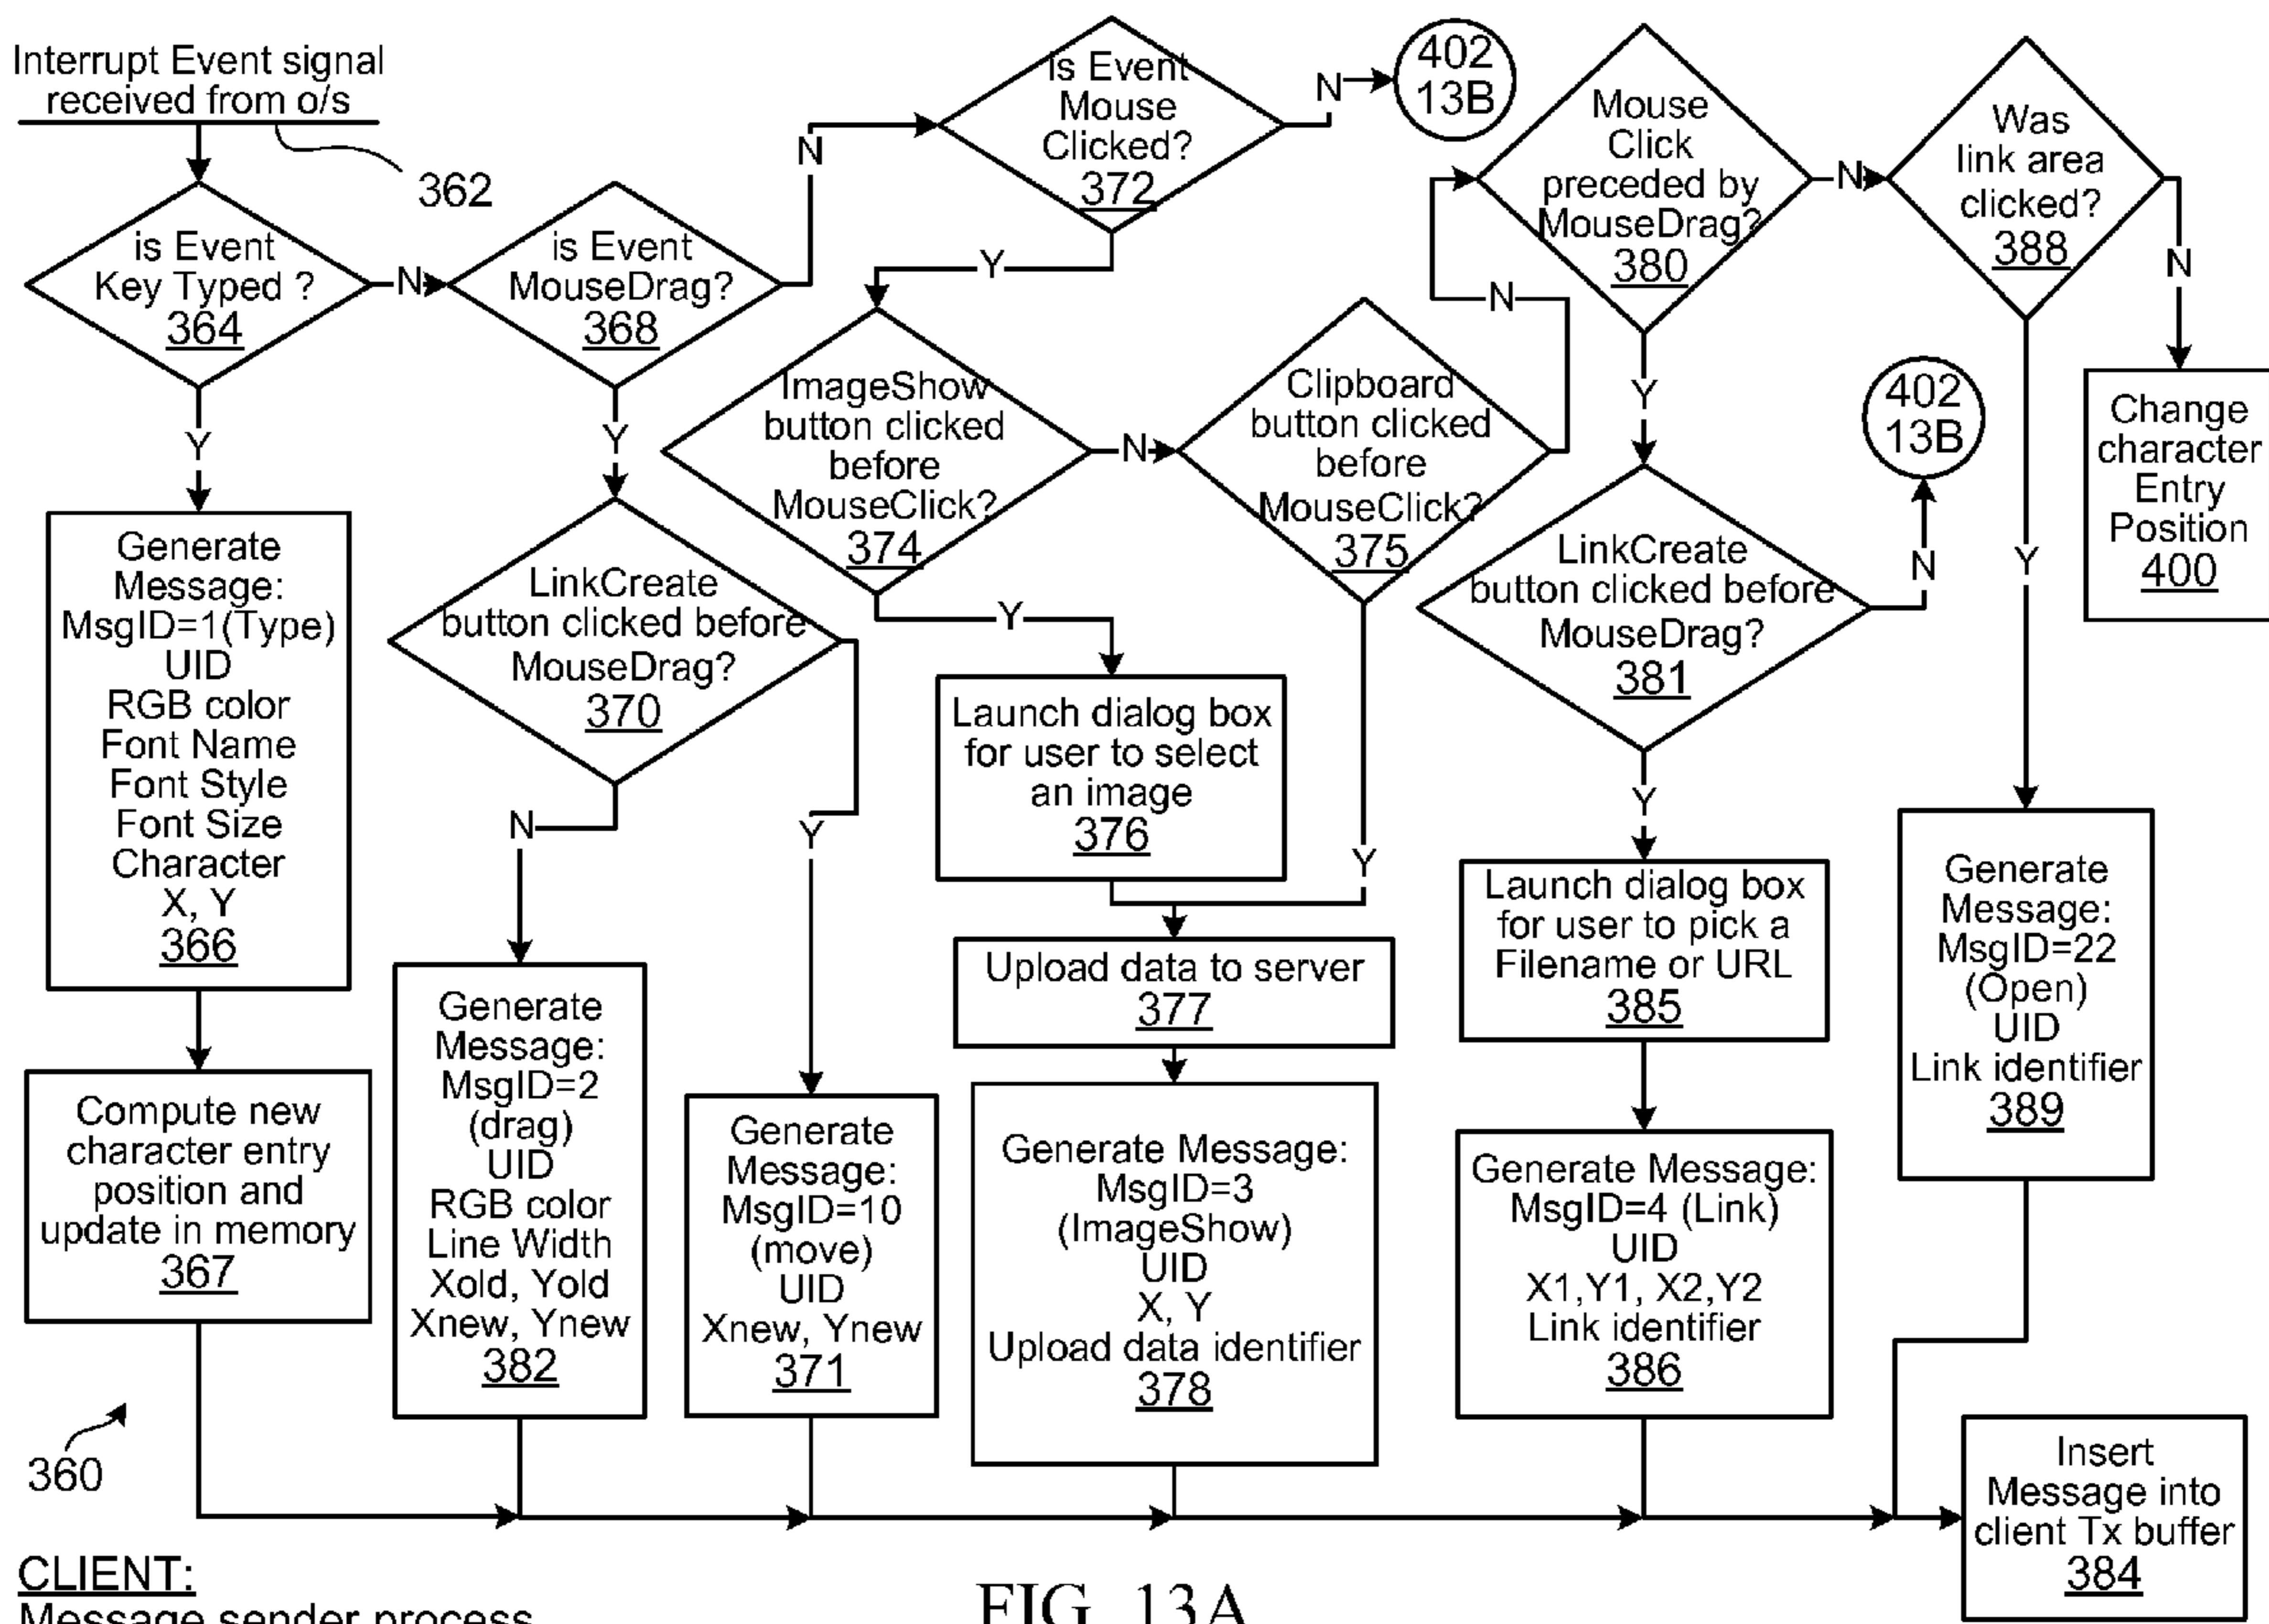 Interrupt Event signal
received from o/s
362
is Event
Key Typed ?
364
N
Y
is Event
MouseDrag?
368
N
Y
is Event
Mouse
Clicked?
372
N
Y
402
13B
Generate
Message:
MsgID=1(Type)
UID
RGB color
Font Name
Font Style
Font Size
Character
X, Y
366
Compute new
character entry
position and
update in memory
367
LinkCreate
button clicked before
MouseDrag?
370
N
Y
Generate
Message:
MsgID=2
(drag)
UID
RGB color
Line Width
Xold, Yold
Xnew, Ynew
382
Generate
Message:
MsgID=10
(move)
UID
Xnew, Ynew
371
ImageShow
button clicked
before
MouseClick?
374
N
Y
Clipboard
button clicked
before
MouseClick?
375
N
Y
Launch dialog box
for user to select
an image
376
Upload data to server
377
Generate Message:
MsgID=3
(ImageShow)
UID
X, Y
Upload data identifier
378
Mouse
Click
preceded by
MouseDrag?
380
N
Y
LinkCreate
button clicked before
MouseDrag?
381
N
Y
402
13B
Launch dialog box
for user to pick a
Filename or URL
385
Generate Message:
MsgID=4 (Link)
UID
X1,Y1, X2,Y2
Link identifier
386
Was
link area
clicked?
388
N
Y
Change
character
Entry
Position
400
Generate
Message:
MsgID=22
(Open)
UID
Link identifier
389
Insert
Message into
client Tx buffer
384
360
CLIENT:
Message sender process
FIG. 13A